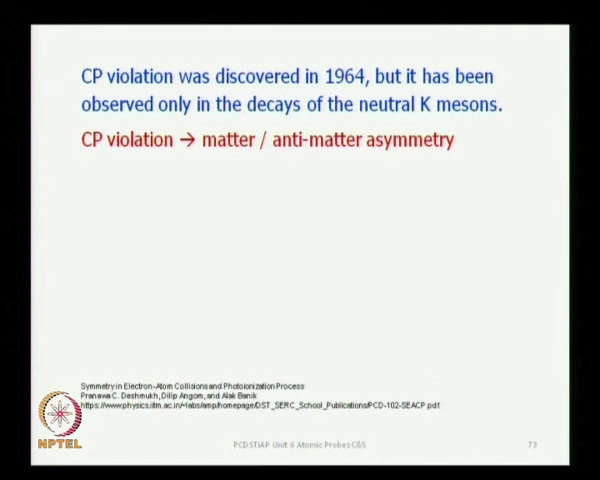 CP violation was discovered in 1964, but it has been
observed only in the decays of the neutral K mesons.
CP violation → matter / anti-matter asymmetry
Symmetry in Electron-Atom Collisions and Photoionization Process
Pranawa C. Deshmukh, Dilip Angom, and Alak Banik
https://www.physics.iitm.ac.in/~labs/amp/homepage/DST_SERC_School_Publications/PCD-102-SEACP.pdf
NPTEL
PCD STiAP Unit 6 Atomic Probes C&S
73